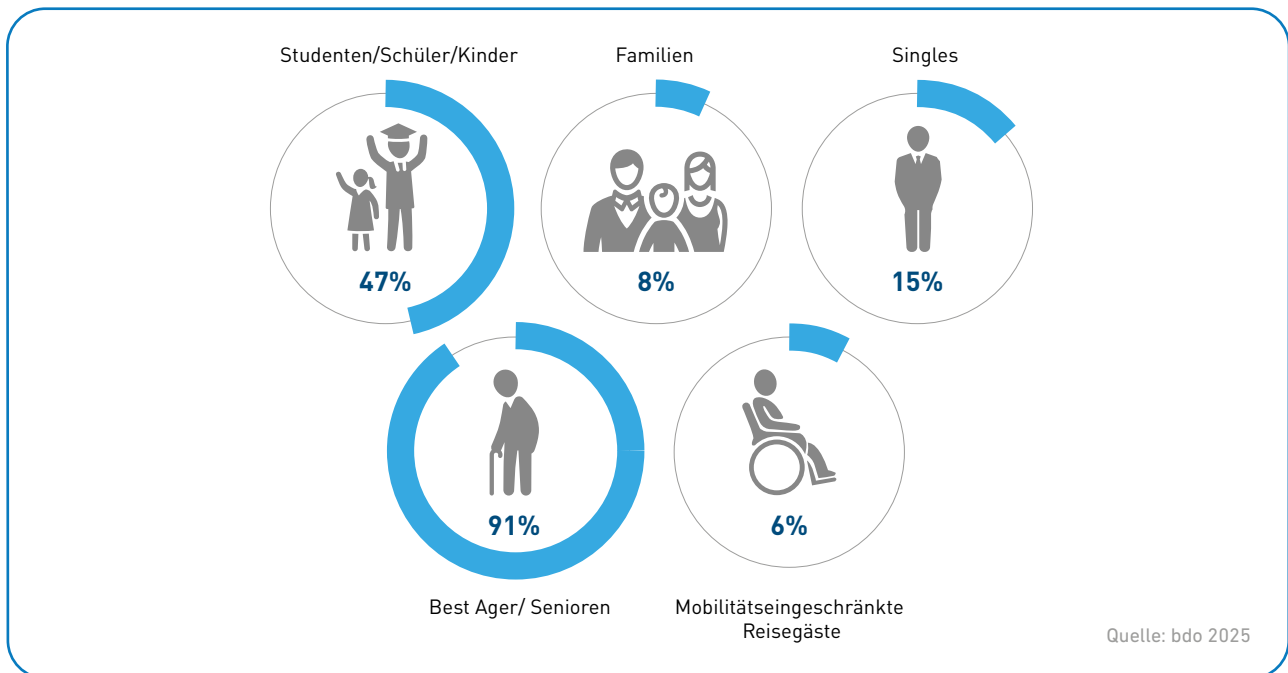 Studenten/Schüler/Kinder
47%
Familien
8%
Singles
15%
91%
Best Ager/ Senioren
6%
Mobilitätseingeschränkte
Reisegäste
Quelle: bdo 2025